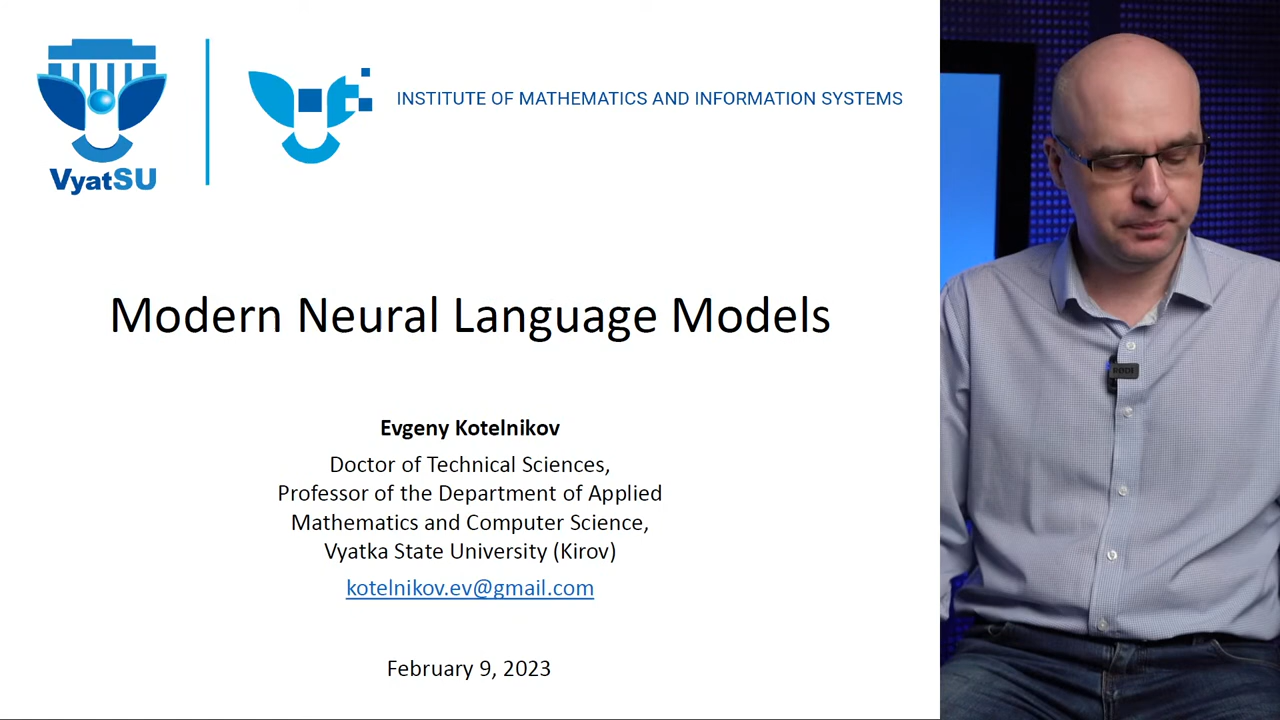 VyatSU
INSTITUTE OF MATHEMATICS AND INFORMATION SYSTEMS
Modern Neural Language Models
Evgeny Kotelnikov
Doctor of Technical Sciences,
Professor of the Department of Applied
Mathematics and Computer Science,
Vyatka State University (Kirov)
kotelnikov.ev@gmail.com
February 9, 2023